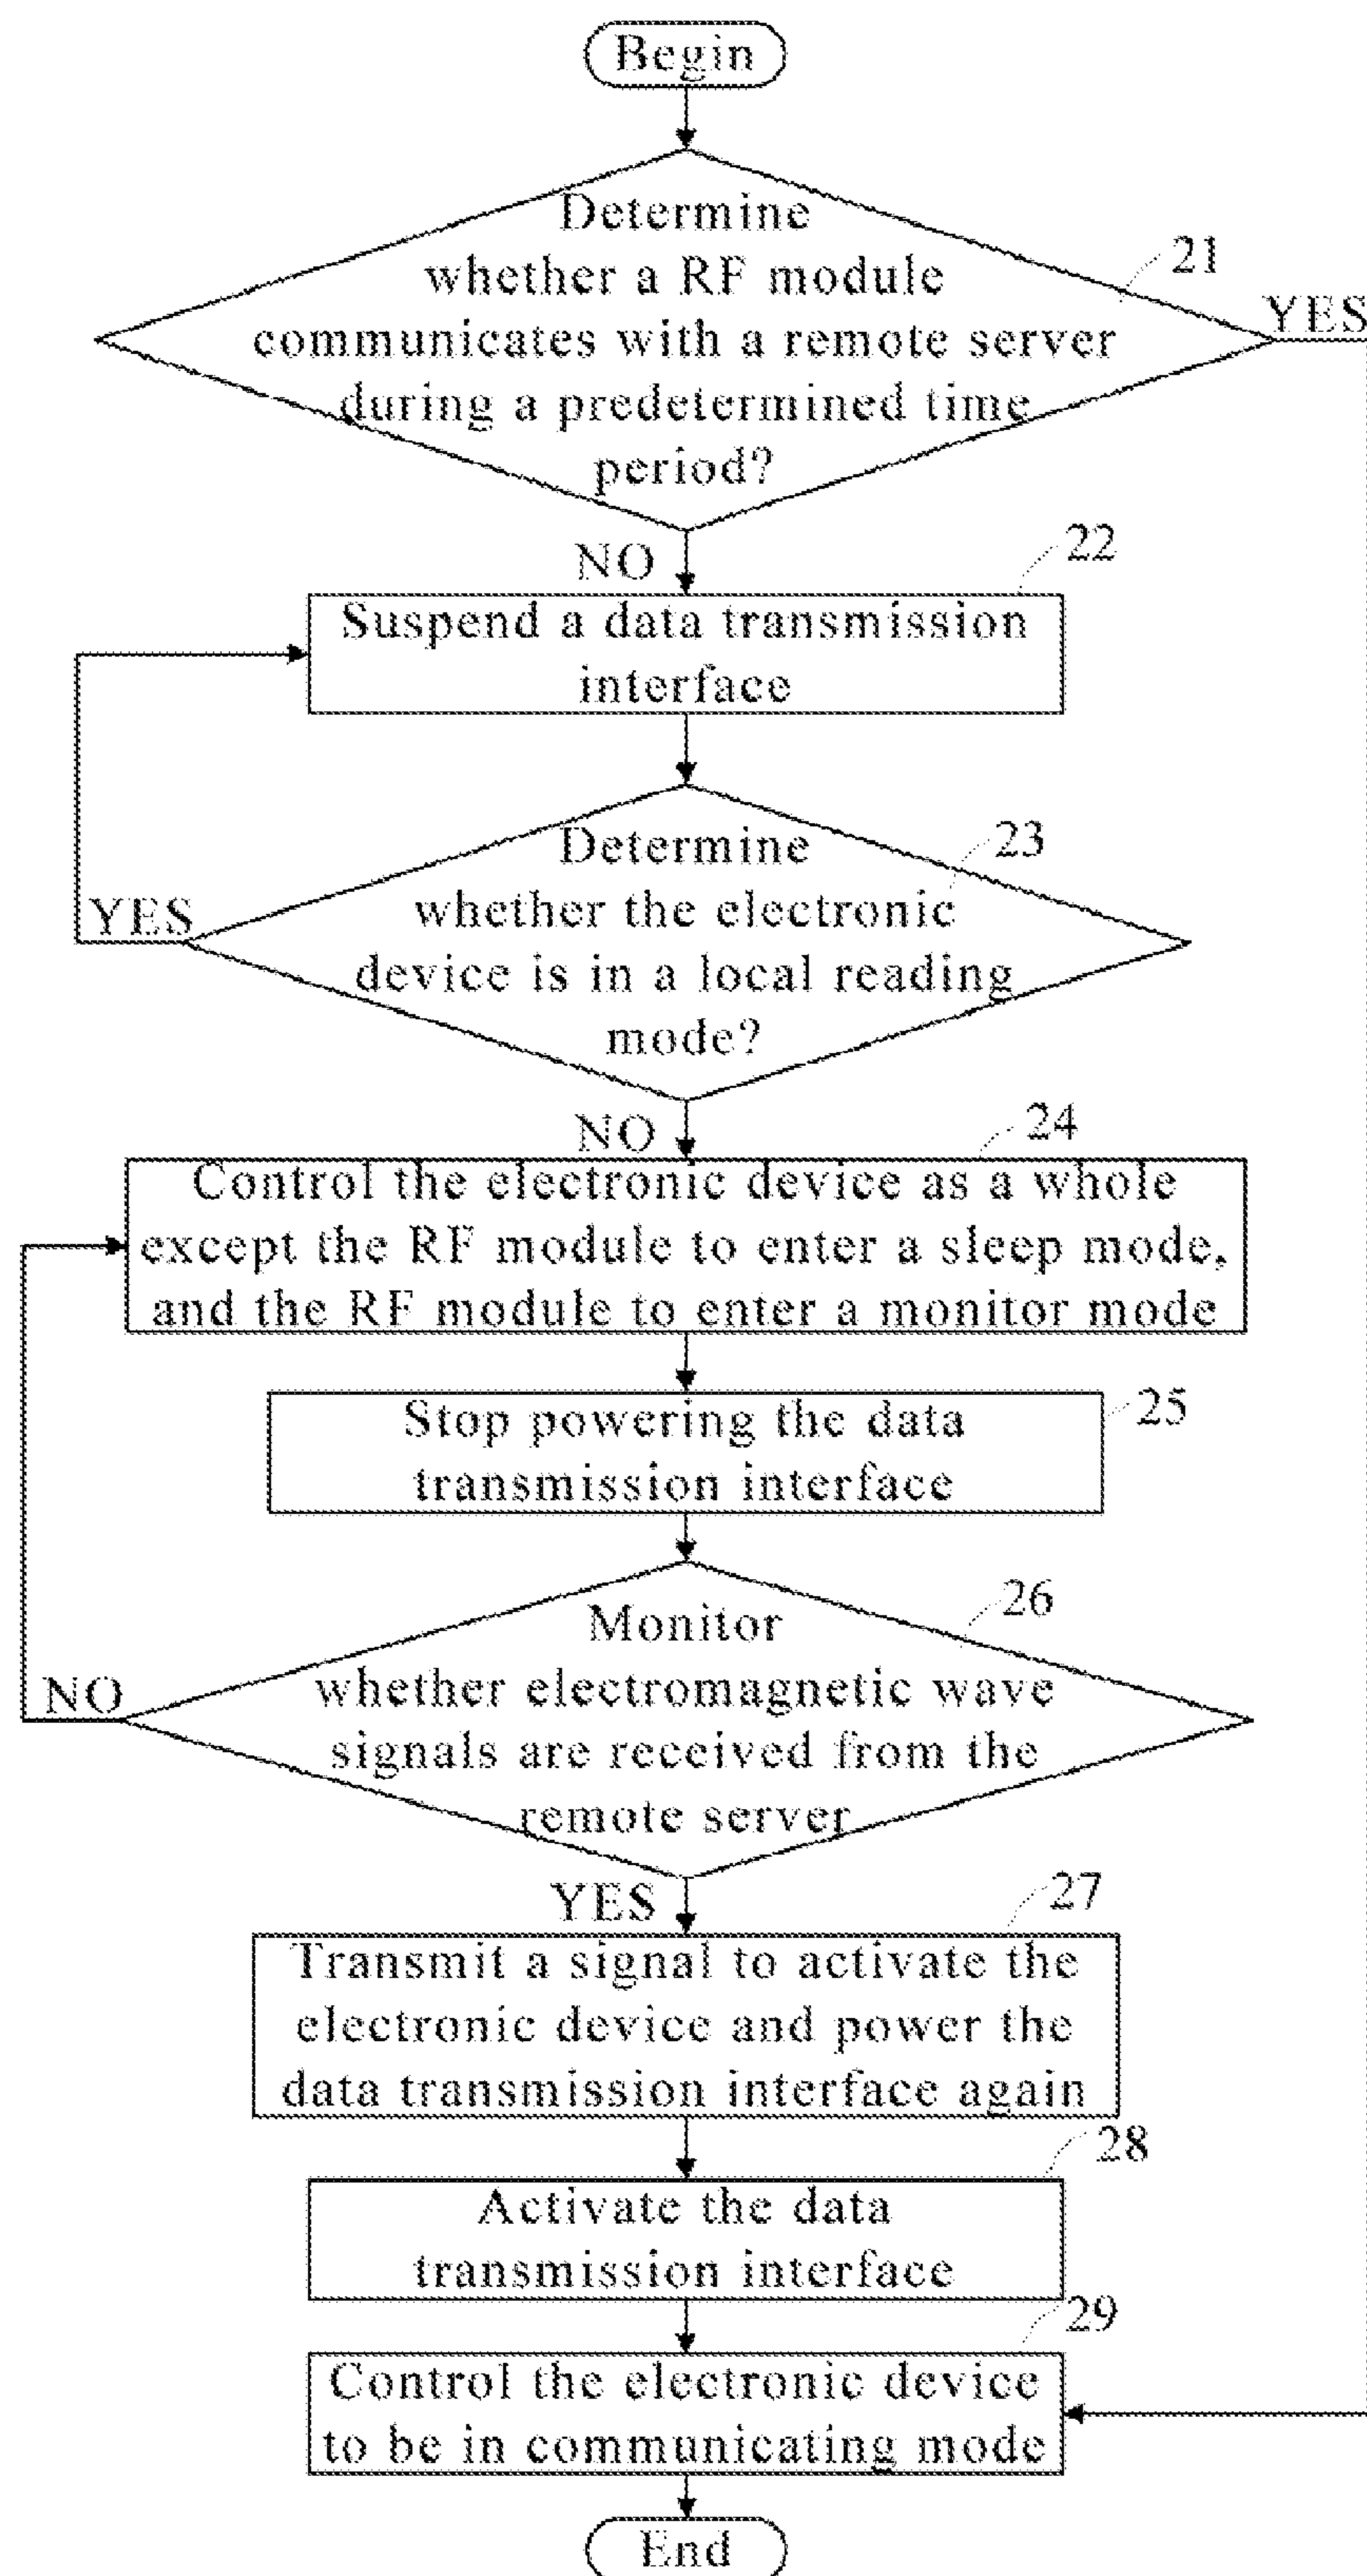 Begin
Determine
whether a RF module
communicates with a remote server
during a predetermined time
period?
21
YES
NO
22
Suspend a data transmission
interface
23
Determine
whether the electronic
device is in a local reading
mode?
YES
NO
24
Control the electronic device as a whole
except the RF module to enter a sleep mode,
and the RF module to enter a monitor mode
25
Stop powering the data
transmission interface
26
Monitor
whether electromagnetic wave
signals are received from the
remote server
NO
YES
27
Transmit a signal to activate the
electronic device and power the
data transmission interface again
28
Activate the data
transmission interface
29
Control the electronic device
to be in communicating mode
End